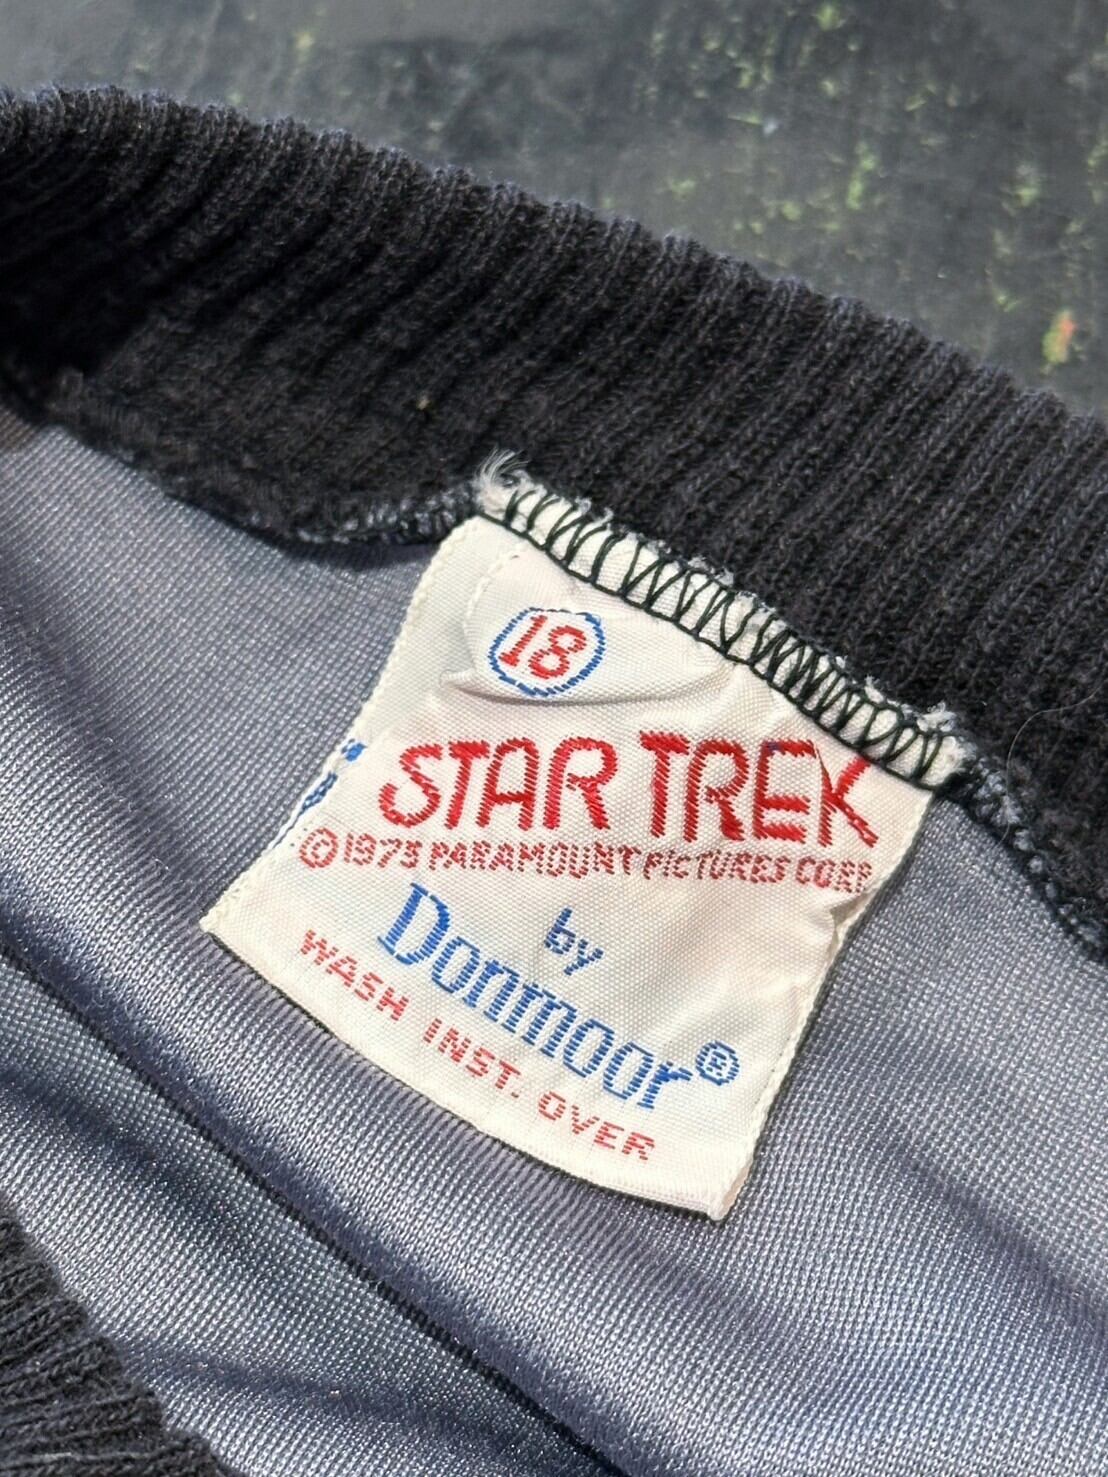 18
STAR TREK
© 1975 PARAMOUNT PICTURES CORP
by
Donmoor®
WASH INST. OVER